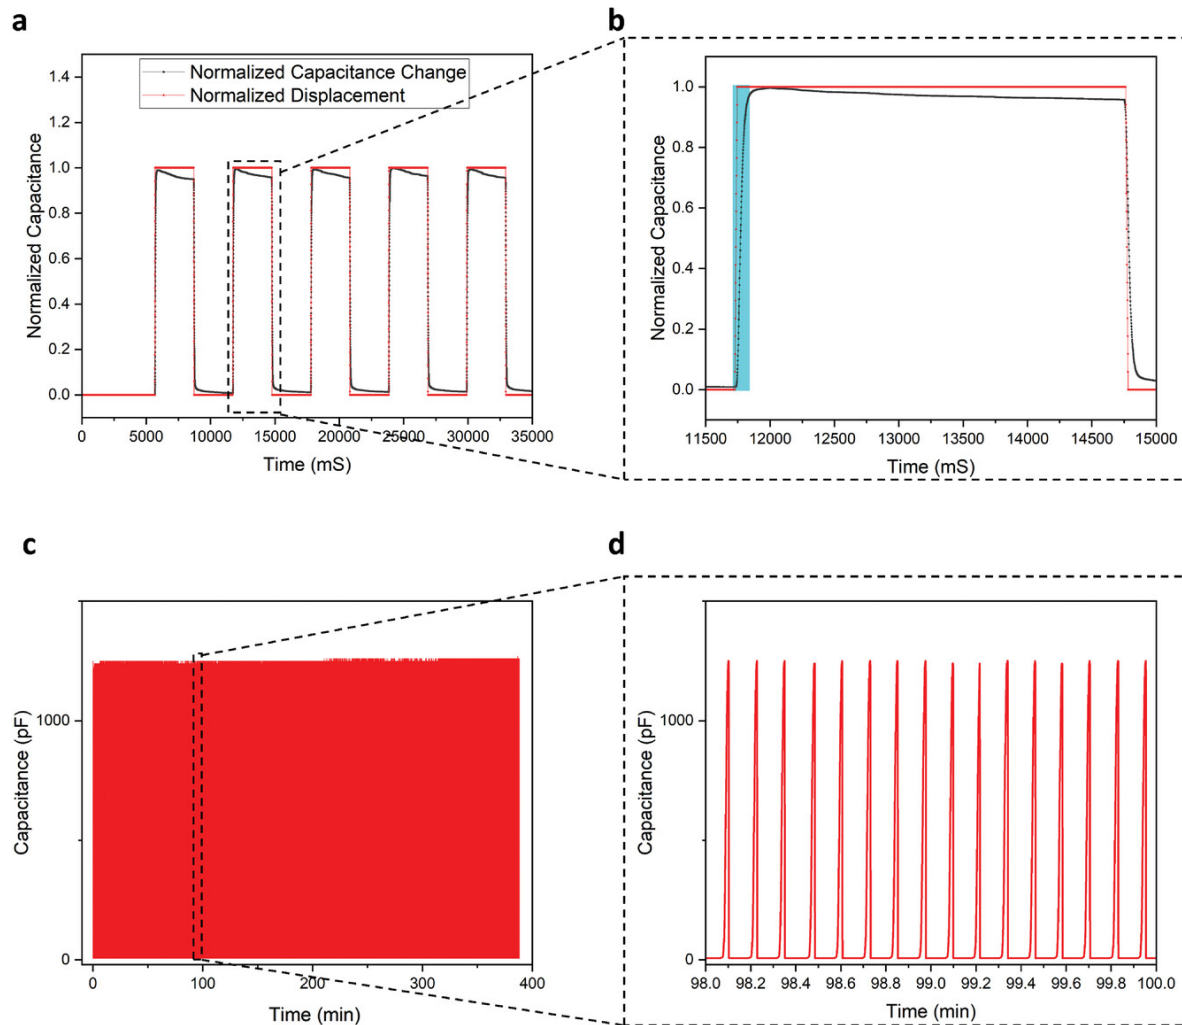 a
1.4
1.2
1.0
0.8
0.6
0.4
0.2
0.0
Normalized Capacitance
Normalized Capacitance Change
Normalized Displacement
0 5000 10000 15000 20000 25000 30000 35000
Time (mS)
b
1.0
0.8
0.6
0.4
0.2
0.0
Normalized Capacitance
11500 12000 12500 13000 13500 14000 14500 15000
Time (mS)
c
1000
0
Capacitance (pF)
0 100 200 300 400
Time (min)
d
1000
0
Capacitance (pF)
98.0 98.2 98.4 98.6 98.8 99.0 99.2 99.4 99.6 99.8 100.0
Time (min)